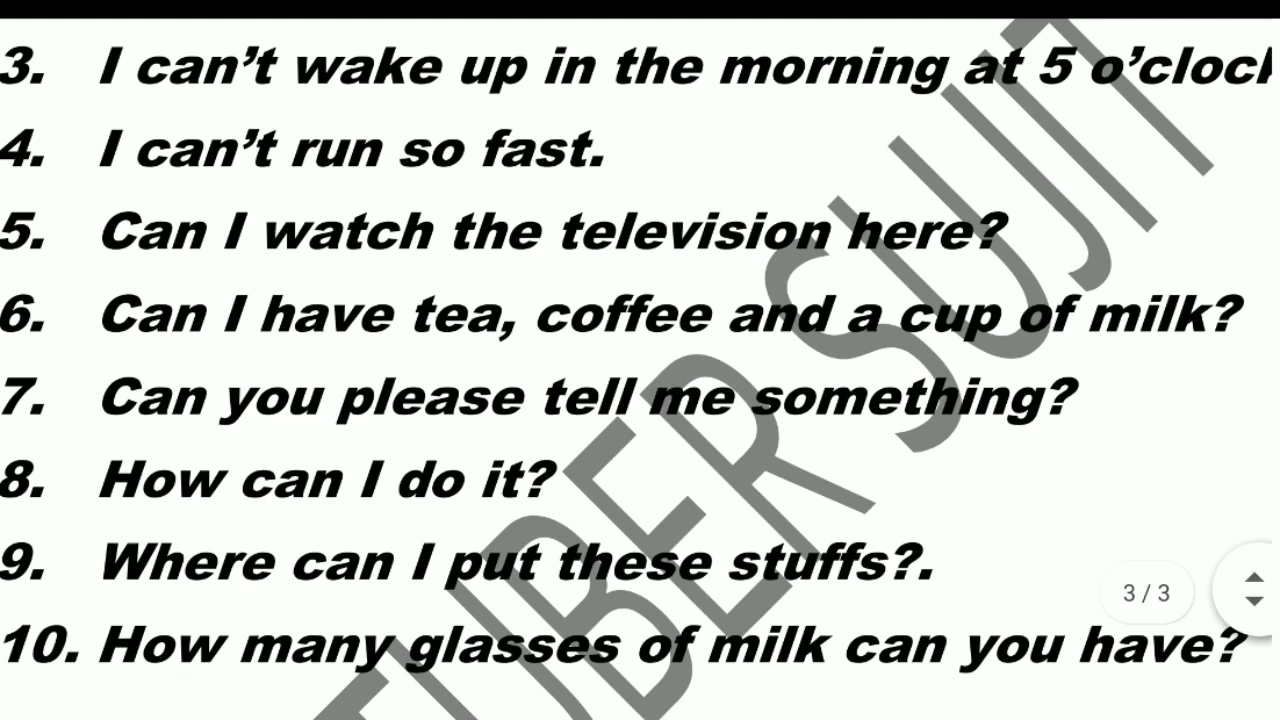 3. I can't wake up in the morning at 5 o'clock
4. I can't run so fast.
5. Can I watch the television here?
6. Can I have tea, coffee and a cup of milk?
7. Can you please tell me something?
8. How can I do it?
9. Where can I put these stuffs?.
10. How many glasses of milk can you have?
3 / 3
TUBER SUJIT